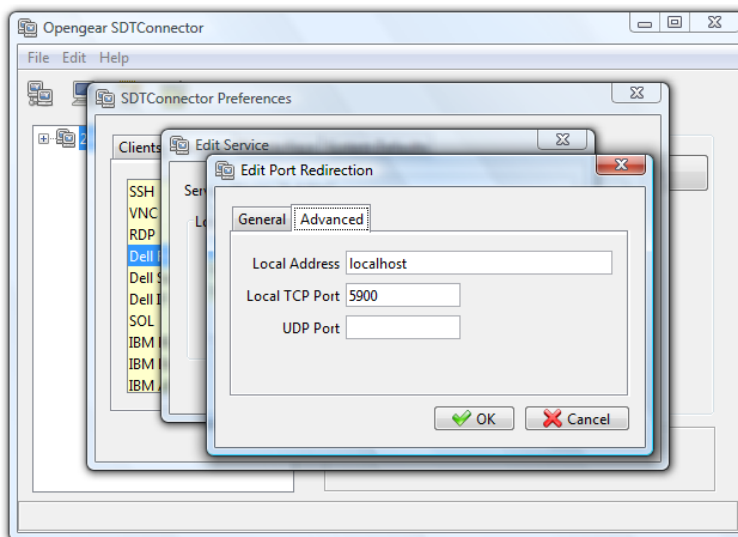 Opengear SDTConnector
File Edit Help
SDTConnector Preferences
Clients
Edit Service
Edit Port Redirection
SSH
VNC
RDP
Dell
Dell
Dell
SOL
IBM
IBM
IBM
General Advanced
Local Address localhost
Local TCP Port 5900
UDP Port
OK Cancel